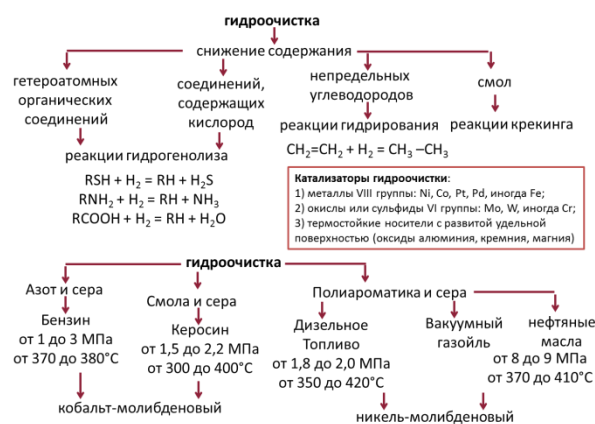 гидроочистка
снижение содержания
гетероатомных
органических
соединений
соединений,
содержащих
кислород
непредельных
углеводородов
смол
реакции гидрирования
реакции крекинга
реакции гидрогенолиза
CH₂=CH₂ + H₂ = CH₃ –CH₃
RSH + H₂ = RH + H₂S
RNH₂ + H₂ = RH + NH₃
RCOOH + H₂ = RH + H₂O
Катализаторы гидроочистки:
1) металлы VIII группы: Ni, Co, Pt, Pd, иногда Fe;
2) окислы или сульфиды VI группы: Mo, W, иногда Cr;
3) термостойкие носители с развитой удельной
поверхностью (оксиды алюминия, кремния, магния)
гидроочистка
Азот и сера
Смола и сера
Полиароматика и сера
Бензин
от 1 до 3 МПа
от 370 до 380°С
Керосин
от 1,5 до 2,2 МПа
от 300 до 400°С
Дизельное
Топливо
от 1,8 до 2,0 МПа
от 350 до 420°С
Вакуумный
газойль
нефтяные
масла
от 8 до 9 МПа
от 370 до 410°С
кобальт-молибденовый
никель-молибденовый